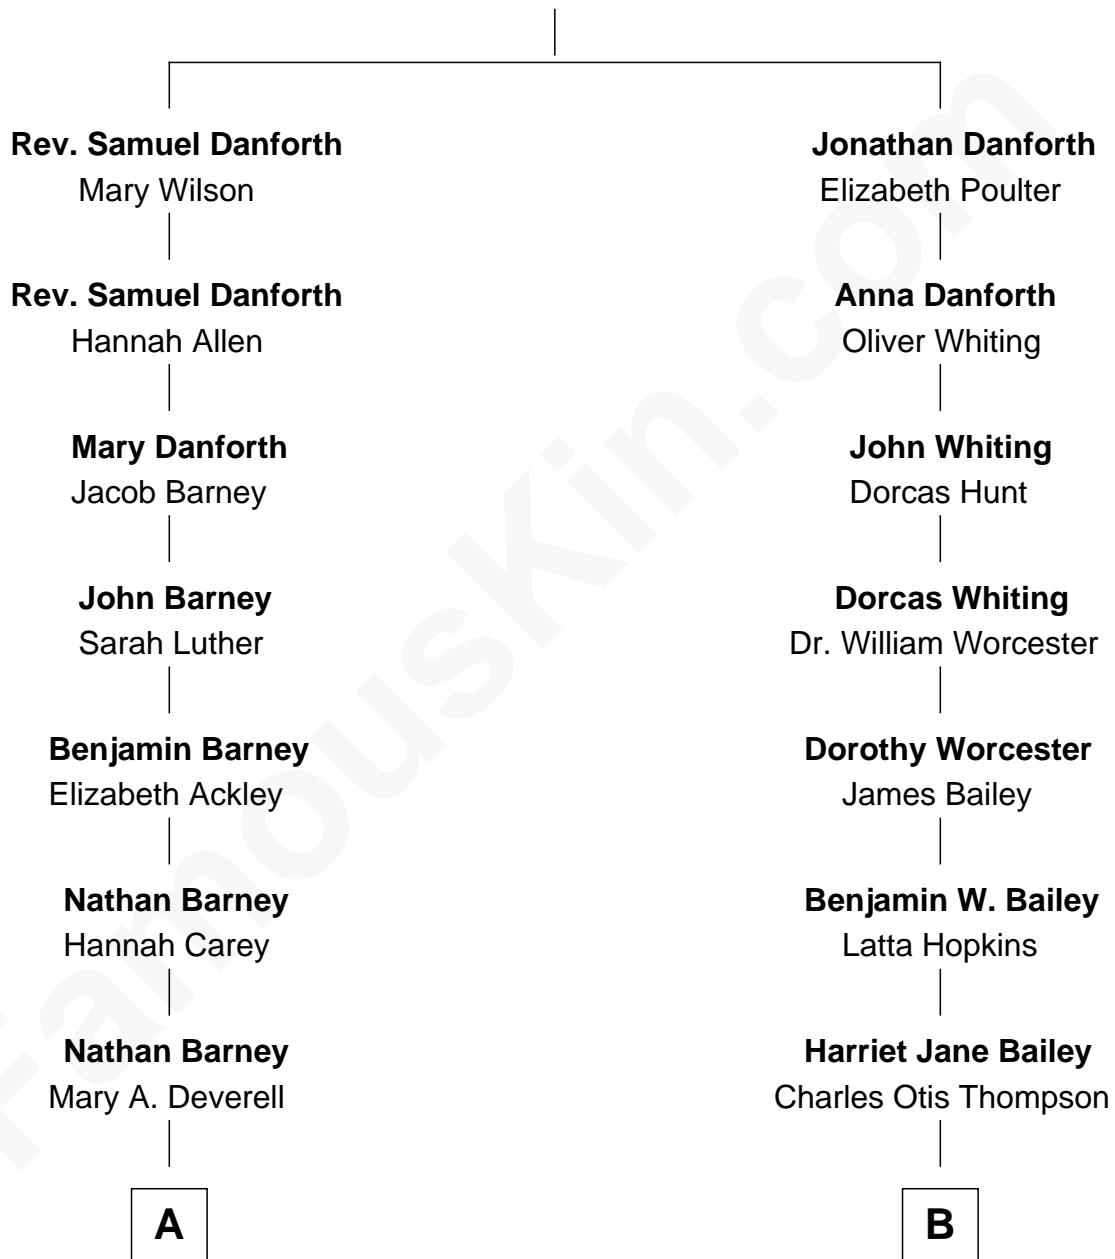 Rev. Samuel Danforth
Mary Wilson
Rev. Samuel Danforth
Hannah Allen
Mary Danforth
Jacob Barney
John Barney
Sarah Luther
Benjamin Barney
Elizabeth Ackley
Nathan Barney
Hannah Carey
Nathan Barney
Mary A. Deverell
A
Jonathan Danforth
Elizabeth Poulter
Anna Danforth
Oliver Whiting
John Whiting
Dorcas Hunt
Dorcas Whiting
Dr. William Worcester
Dorothy Worcester
James Bailey
Benjamin W. Bailey
Latta Hopkins
Harriet Jane Bailey
Charles Otis Thompson
B
FamousKin.com